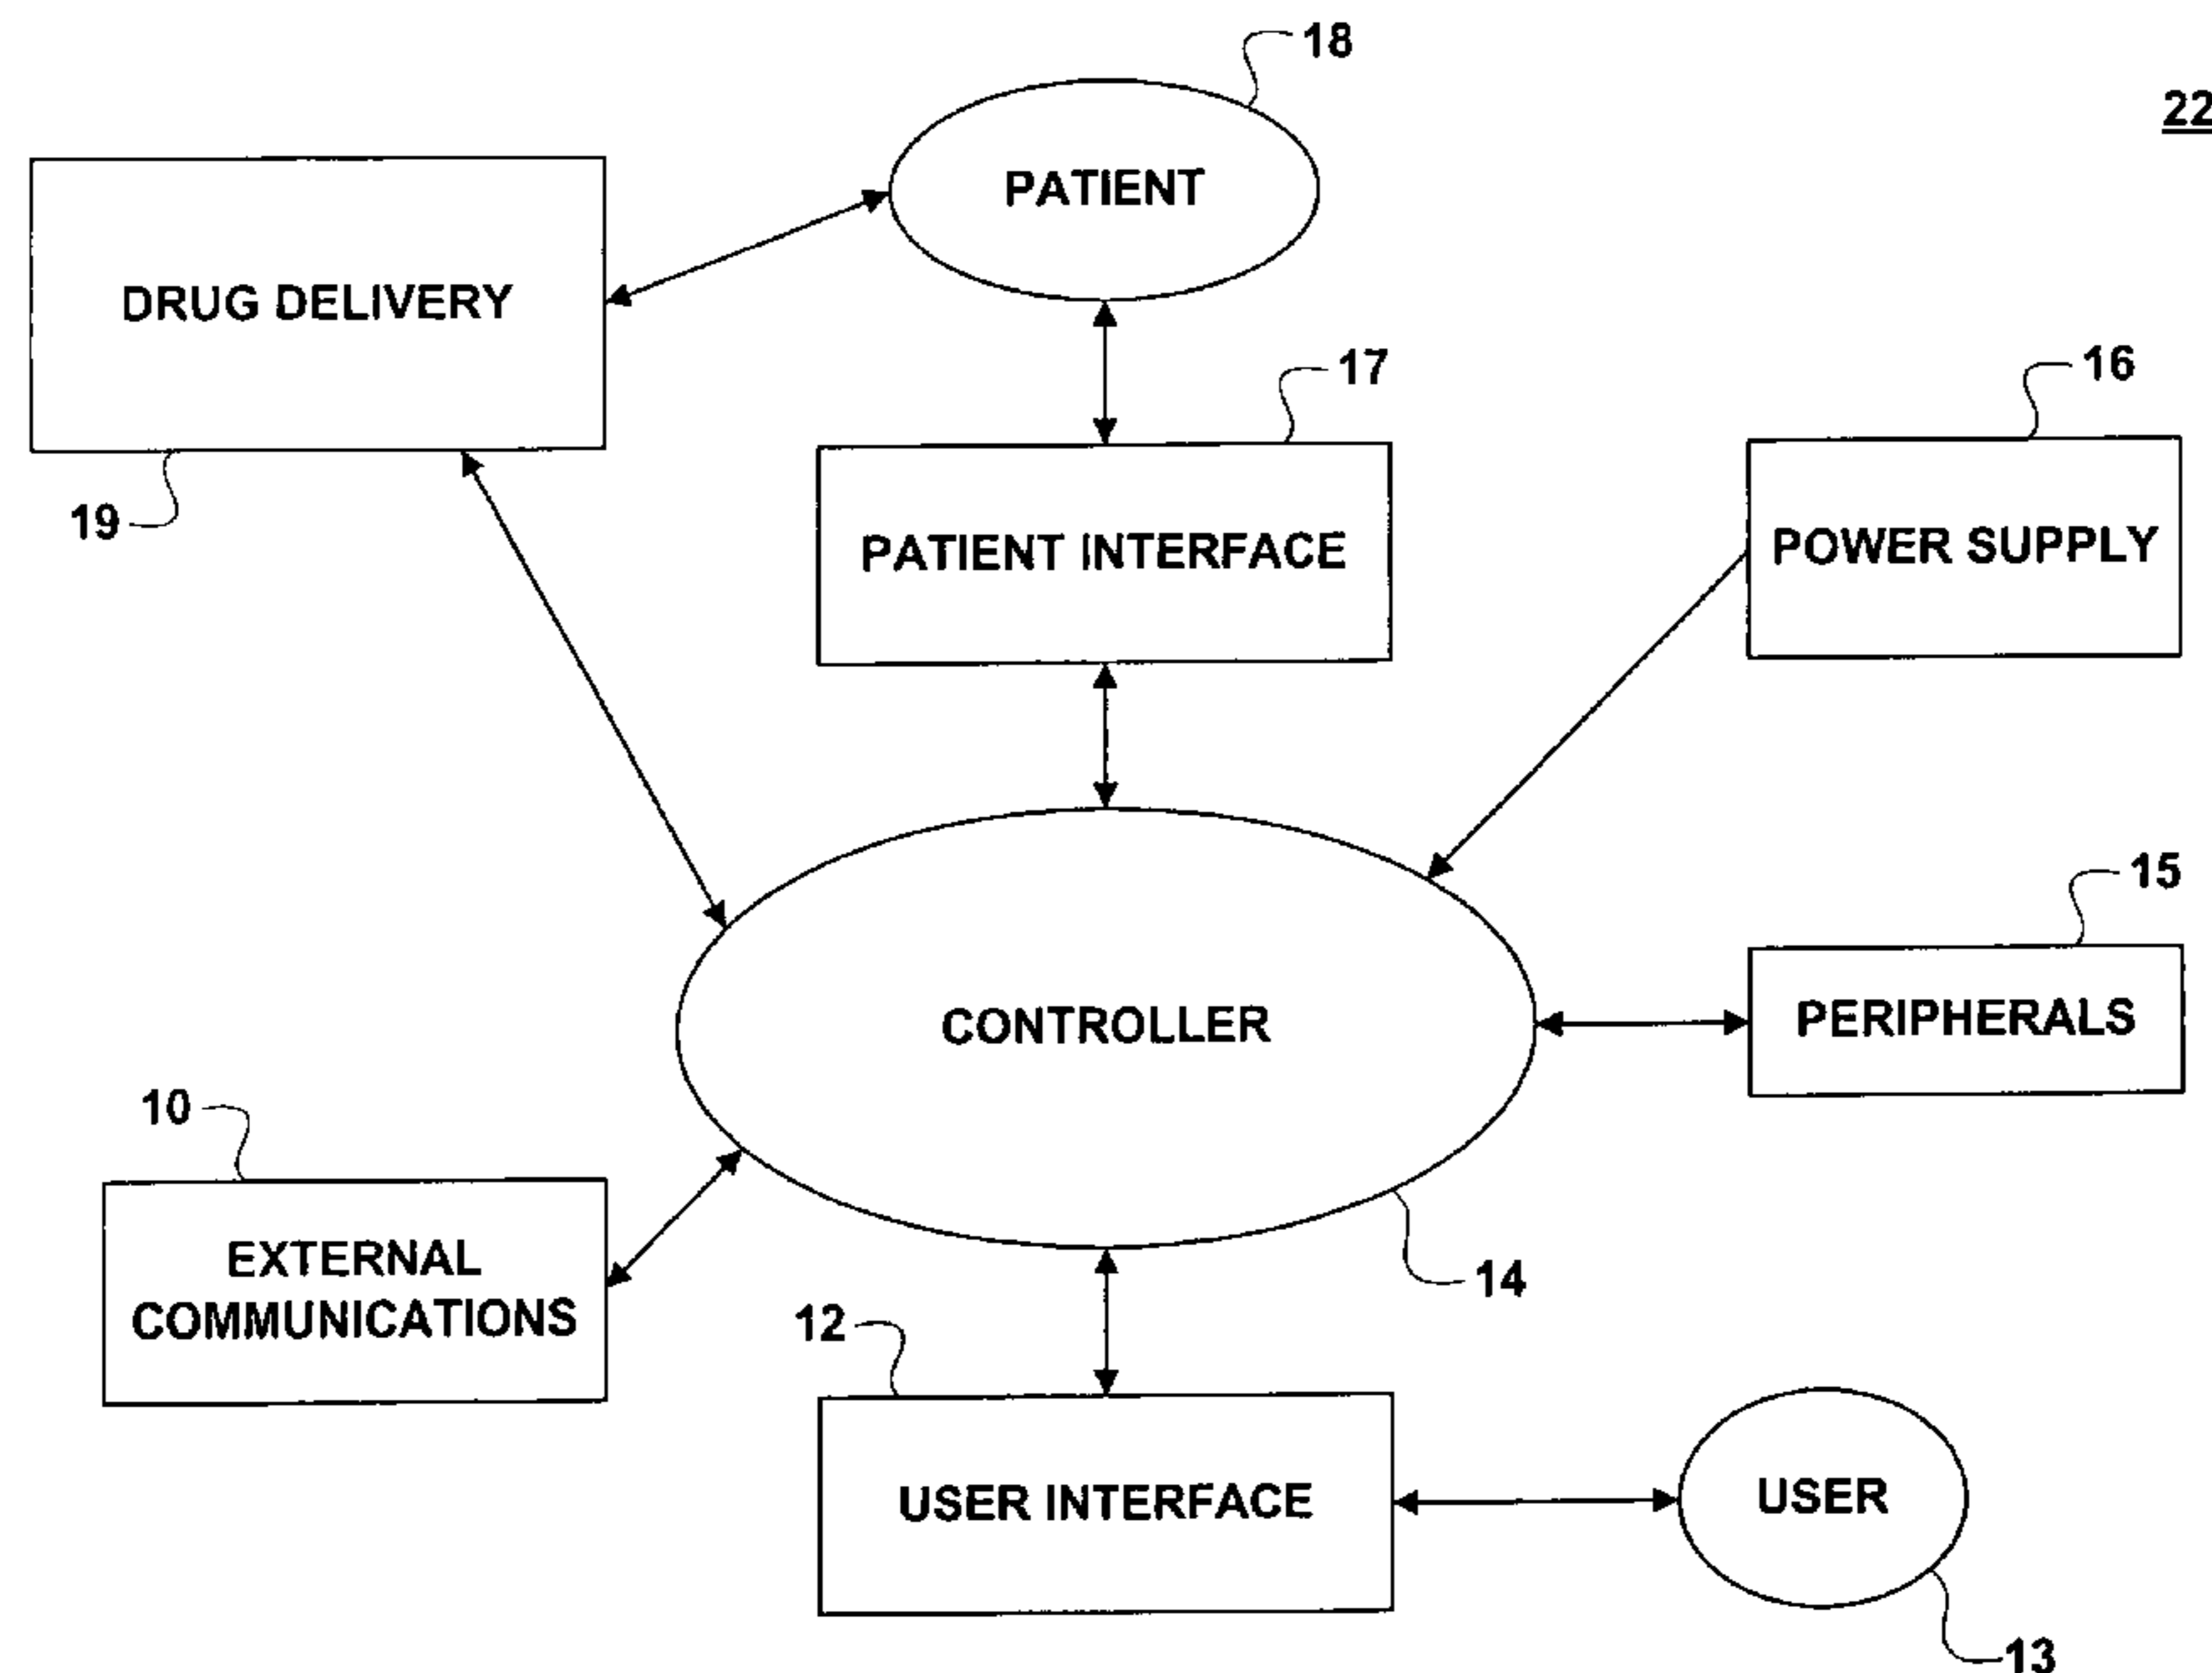 18
22
PATIENT
DRUG DELIVERY
17
16
19
PATIENT INTERFACE
POWER SUPPLY
15
CONTROLLER
PERIPHERALS
10
EXTERNAL
COMMUNICATIONS
14
12
USER INTERFACE
USER
13